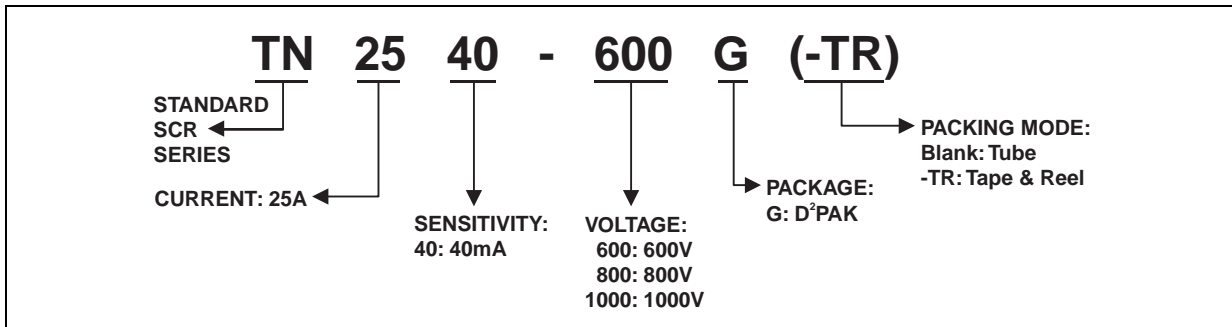 TN 25 40 - 600 G (-TR)
STANDARD
SCR
SERIES
CURRENT: 25A
SENSITIVITY:
40: 40mA
VOLTAGE:
600: 600V
800: 800V
1000: 1000V
PACKAGE:
G: D²PAK
PACKING MODE:
Blank: Tube
-TR: Tape & Reel